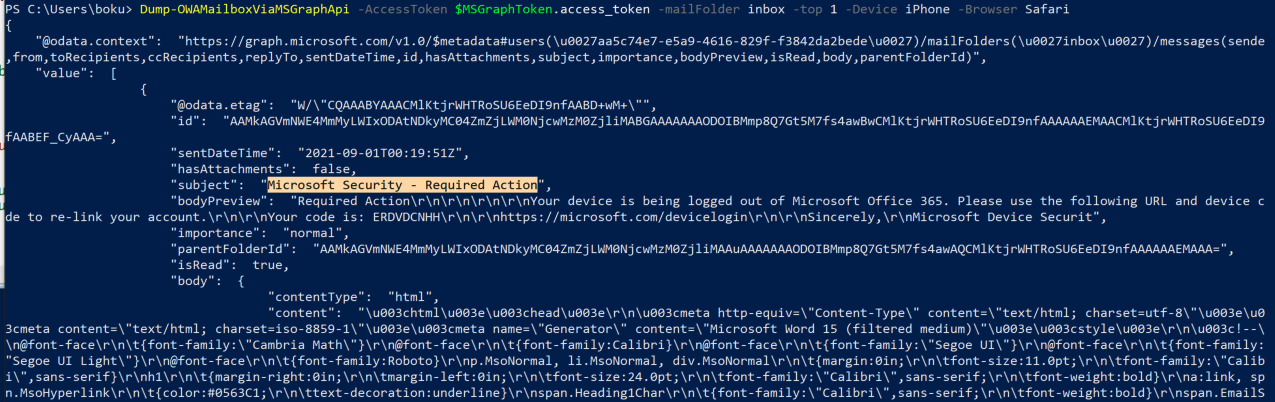 PS C:\Users\boku> Dump-OWAMailboxViaMSGraphApi -AccessToken $MSGraphToken.access_token -mailFolder inbox -top 1 -Device iPhone -Browser Safari
{
"@odata.context":  "https://graph.microsoft.com/v1.0/$metadata#users(\u0027aa5c74e7-e5a9-4616-829f-f3842da2bede\u0027)/mailFolders(\u0027inbox\u0027)/messages(sende
,from,toRecipients,ccRecipients,replyTo,sentDateTime,id,hasAttachments,subject,importance,bodyPreview,isRead,body,parentFolderId)",
"value":  [
{
"@odata.etag":  "W/\"CQAAABYAAACMlKtjrWHTRoSU6EeDI9nfAABD+wM+\"",
"id":  "AAMkAGVmNWE4MmMyLWIxODAtNDkyMC04ZmZjLWM0NjcwMzM0ZjliMABGAAAAAAAODOIBMmp8Q7Gt5M7fs4awBwCMlKtjrWHTRoSU6EeDI9nfAAAAAAEMAACMlKtjrWHTRoSU6EeDI9
fAABEF_CyAAA=",
"sentDateTime":  "2021-09-01T00:19:51Z",
"hasAttachments":  false,
"subject":  "Microsoft Security - Required Action",
"bodyPreview":  "Required Action\r\n\r\n\r\n\r\n\r\nYour device is being logged out of Microsoft Office 365. Please use the following URL and device c
de to re-link your account.\r\n\r\nYour code is: ERDVDCNHH\r\n\r\nhttps://microsoft.com/devicelogin\r\n\r\nSincerely,\r\nMicrosoft Device Securit",
"importance":  "normal",
"parentFolderId":  "AAMkAGVmNWE4MmMyLWIxODAtNDkyMC04ZmZjLWM0NjcwMzM0ZjliMAAuAAAAAAAODOIBMmp8Q7Gt5M7fs4awAQCMlKtjrWHTRoSU6EeDI9nfAAAAAAEMAAA=",
"isRead":  true,
"body":  {
"contentType":  "html",
"content":  "\u003chtml\u003e\u003chead\u003e\r\n\u003cmeta http-equiv=\"Content-Type\" content=\"text/html; charset=utf-8\"\u003e\u0
3cmeta content=\"text/html; charset=iso-8859-1\"\u003e\u003cmeta name=\"Generator\" content=\"Microsoft Word 15 (filtered medium)\"\u003e\u003cstyle\u003e\r\n\u003c!--\
\n@font-face\r\n\t{font-family:\"Cambria Math\"}\r\n@font-face\r\n\t{font-family:Calibri}\r\n@font-face\r\n\t{font-family:\"Segoe UI\"}\r\n@font-face\r\n\t{font-family:
\"Segoe UI Light\"}\r\n@font-face\r\n\t{font-family:Roboto}\r\np.MsoNormal, li.MsoNormal, div.MsoNormal\r\n\t{margin:0in;\r\n\tfont-size:11.0pt;\r\n\tfont-family:\"Calib
i\",sans-serif}\r\nh1\r\n\t{margin-right:0in;\r\n\tmargin-left:0in;\r\n\tfont-size:24.0pt;\r\n\tfont-family:\"Calibri\",sans-serif;\r\n\tfont-weight:bold}\r\na:link, sp
n.MsoHyperlink\r\n\t{color:#0563C1;\r\n\ttext-decoration:underline}\r\nspan.Heading1Char\r\n\t{font-family:\"Calibri\",sans-serif;\r\n\tfont-weight:bold}\r\nspan.EmailS